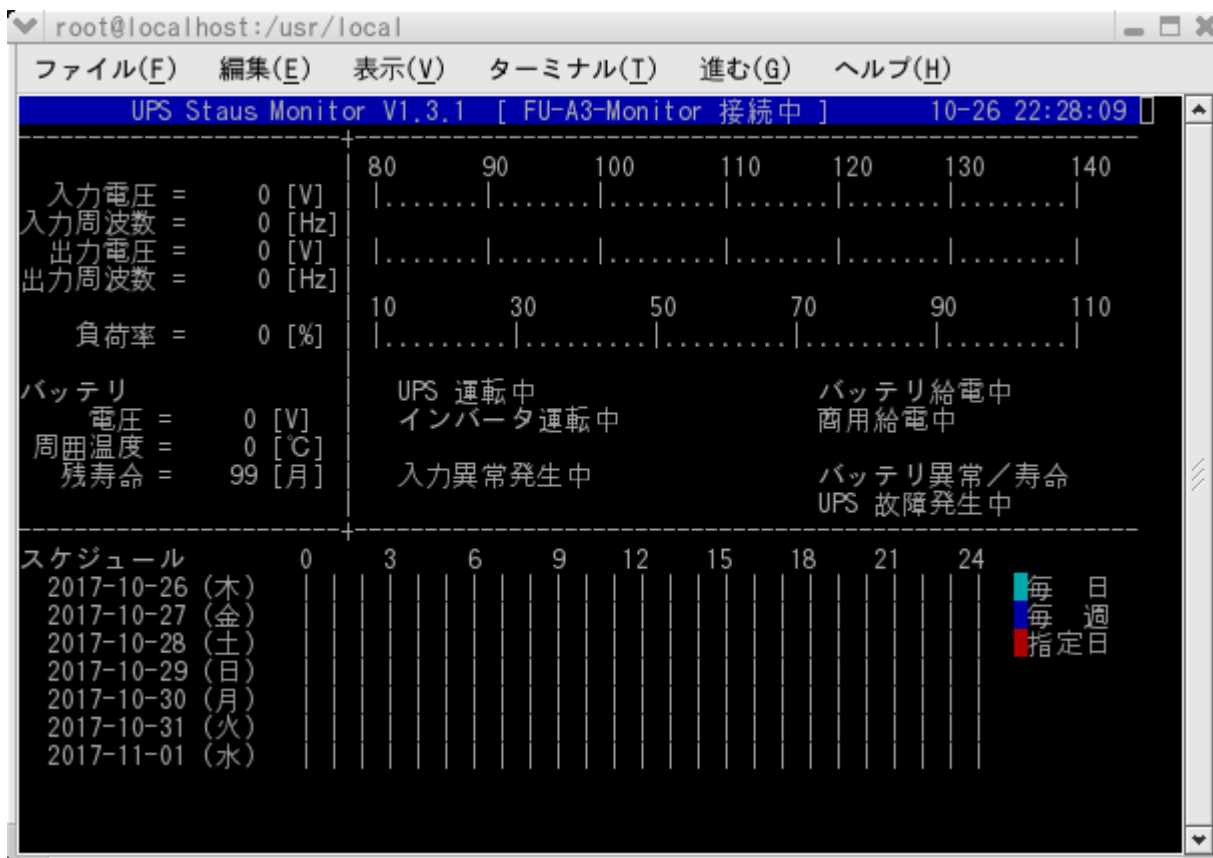 root@localhost:/usr/local
ファイル(F) 編集(E) 表示(V) ターミナル(T) 進む(G) ヘルプ(H)
UPS Staus Monitor V1.3.1 [ FU-A3-Monitor 接続中 ] 10-26 22:28:09
80 90 100 110 120 130 140
入力電圧 = 0 [V] |.......|.......|........|.......|.......|........|
入力周波数 = 0 [Hz]
出力電圧 = 0 [V] |.......|.......|........|.......|.......|........|
出力周波数 = 0 [Hz]
10 30 50 70 90 110
負荷率 = 0 [%] |.........|.........|.........|.........|.........|
バッテリ UPS 運転中 バッテリ給電中
電圧 = 0 [V] インバータ運転中 商用給電中
周囲温度 = 0 [℃]
残寿命 = 99 [月] 入力異常発生中 バッテリ異常／寿命
UPS 故障発生中
スケジュール 0 3 6 9 12 15 18 21 24
2017-10-26 (木) 毎 日
2017-10-27 (金) 毎 週
2017-10-28 (土) 指定日
2017-10-29 (日)
2017-10-30 (月)
2017-10-31 (火)
2017-11-01 (水)